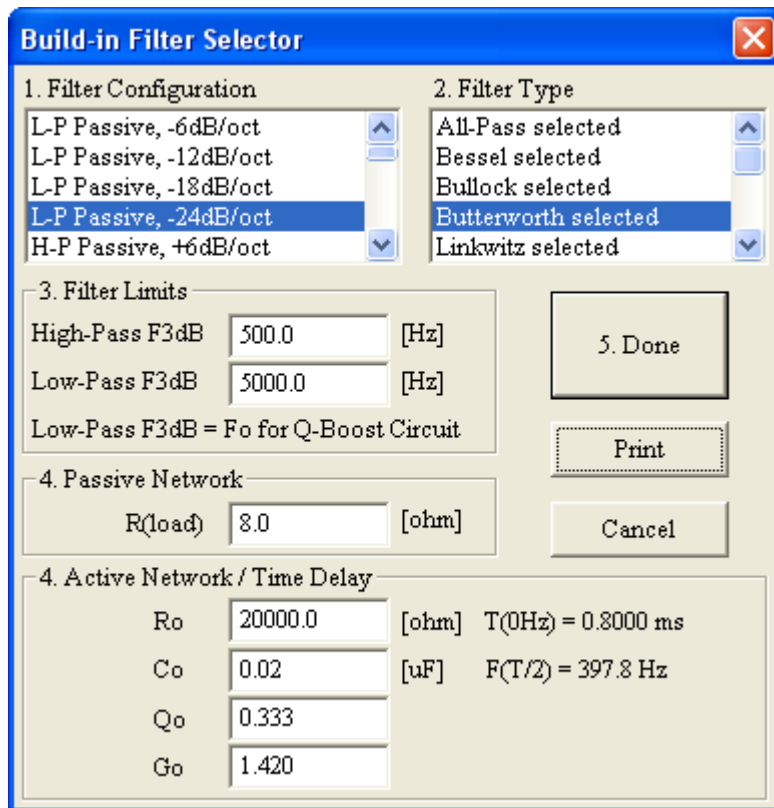 Build-in Filter Selector
1. Filter Configuration
L-P Passive, -6dB/oct
L-P Passive, -12dB/oct
L-P Passive, -18dB/oct
L-P Passive, -24dB/oct
H-P Passive, +6dB/oct
2. Filter Type
All-Pass selected
Bessel selected
Bullock selected
Butterworth selected
Linkwitz selected
3. Filter Limits
High-Pass F3dB 500.0 [Hz]
Low-Pass F3dB 5000.0 [Hz]
Low-Pass F3dB = Fo for Q-Boost Circuit
5. Done
Print
Cancel
4. Passive Network
R(load) 8.0 [ohm]
4. Active Network / Time Delay
Ro 20000.0 [ohm] T(0Hz) = 0.8000 ms
Co 0.02 [uF] F(T/2) = 397.8 Hz
Qo 0.333
Go 1.420